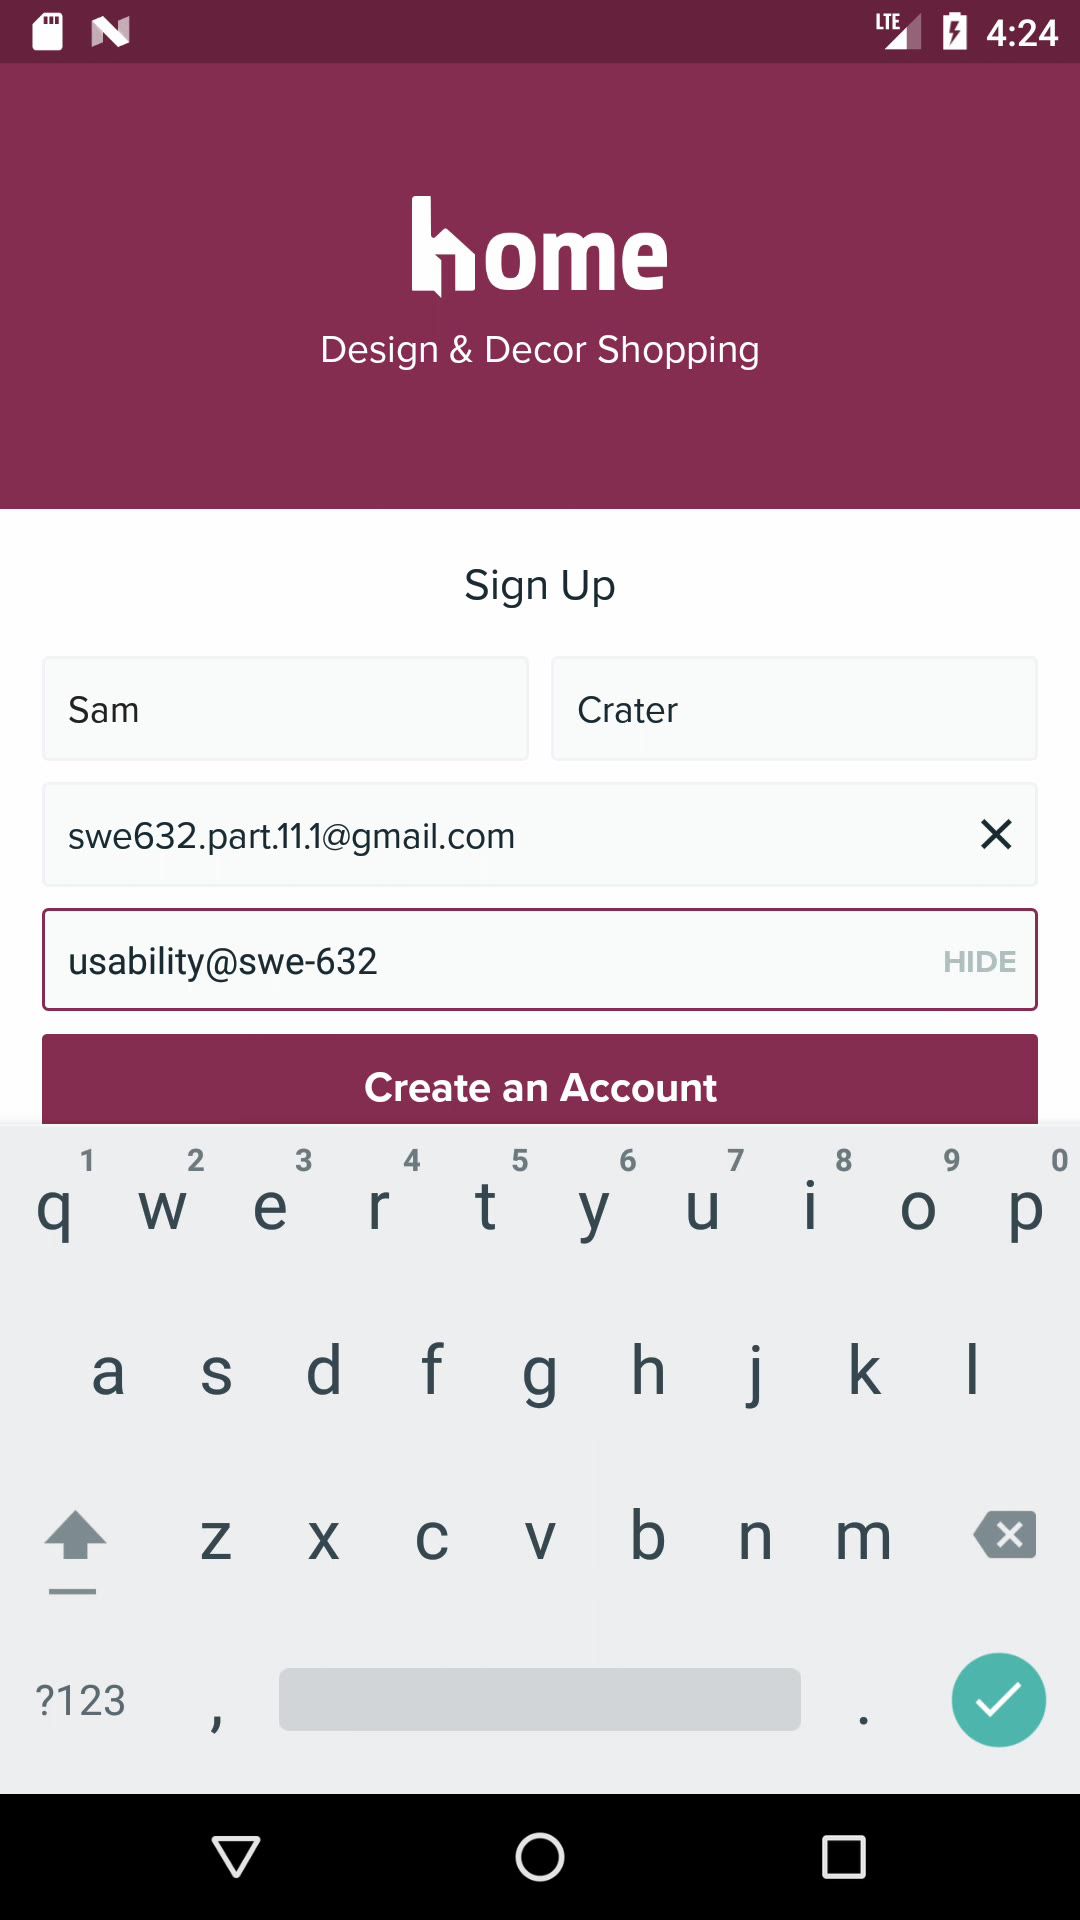 LTE 4:24
home
Design & Decor Shopping
Sign Up
Sam Crater
swe632.part.11.1@gmail.com
usability@swe-632 HIDE
Create an Account
1 2 3 4 5 6 7 8 9 0
q w e r t y u i o p
a s d f g h j k l
z x c v b n m
?123 , .